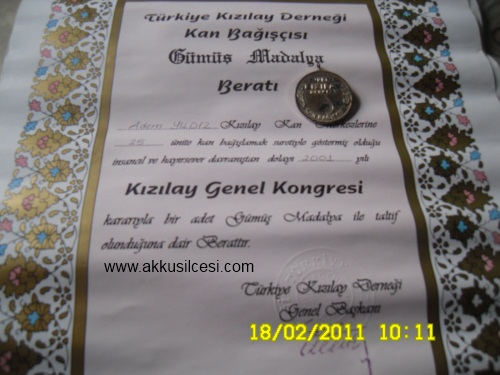 Türkiye Kızılay Derneği
Kan Bağışçısı
Gümüş Madalya
Beratı
Adem YILDIZ Kızılay Kan Merkezlerine
25 ünite kan bağışlamak suretiyle göstermiş olduğu
insancıl ve hayırsever davranıştan dolayı 2001 yılı
Kızılay Genel Kongresi
kararıyla bir adet Gümüş Madalya ile taltif
olunduğuna dair Berattır.
www.akkusilcesi.com
Türkiye Kızılay Derneği
Genel Başkanı
18/02/2011 10:11